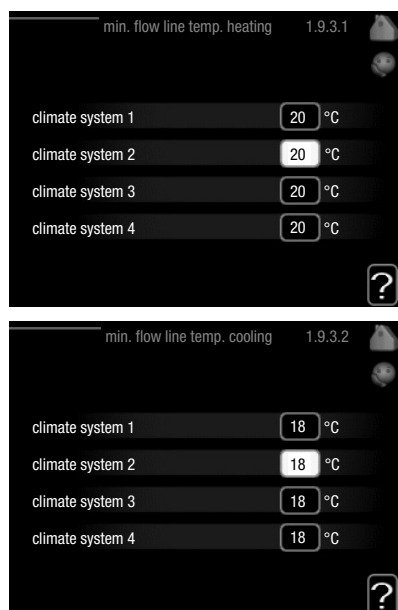 min. flow line temp. heating 1.9.3.1
climate system 1 20 °C
climate system 2 20 °C
climate system 3 20 °C
climate system 4 20 °C
?
min. flow line temp. cooling 1.9.3.2
climate system 1 18 °C
climate system 2 18 °C
climate system 3 18 °C
climate system 4 18 °C
?